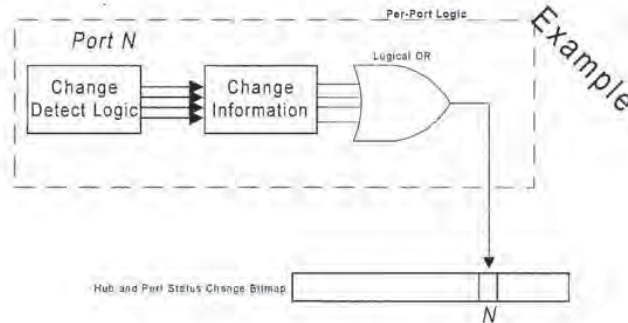 Per-Port Logic
Example
Port N
Logical OR
Change
Detect Logic
Change
Information
Hub and Port Status Change Bitmap
N